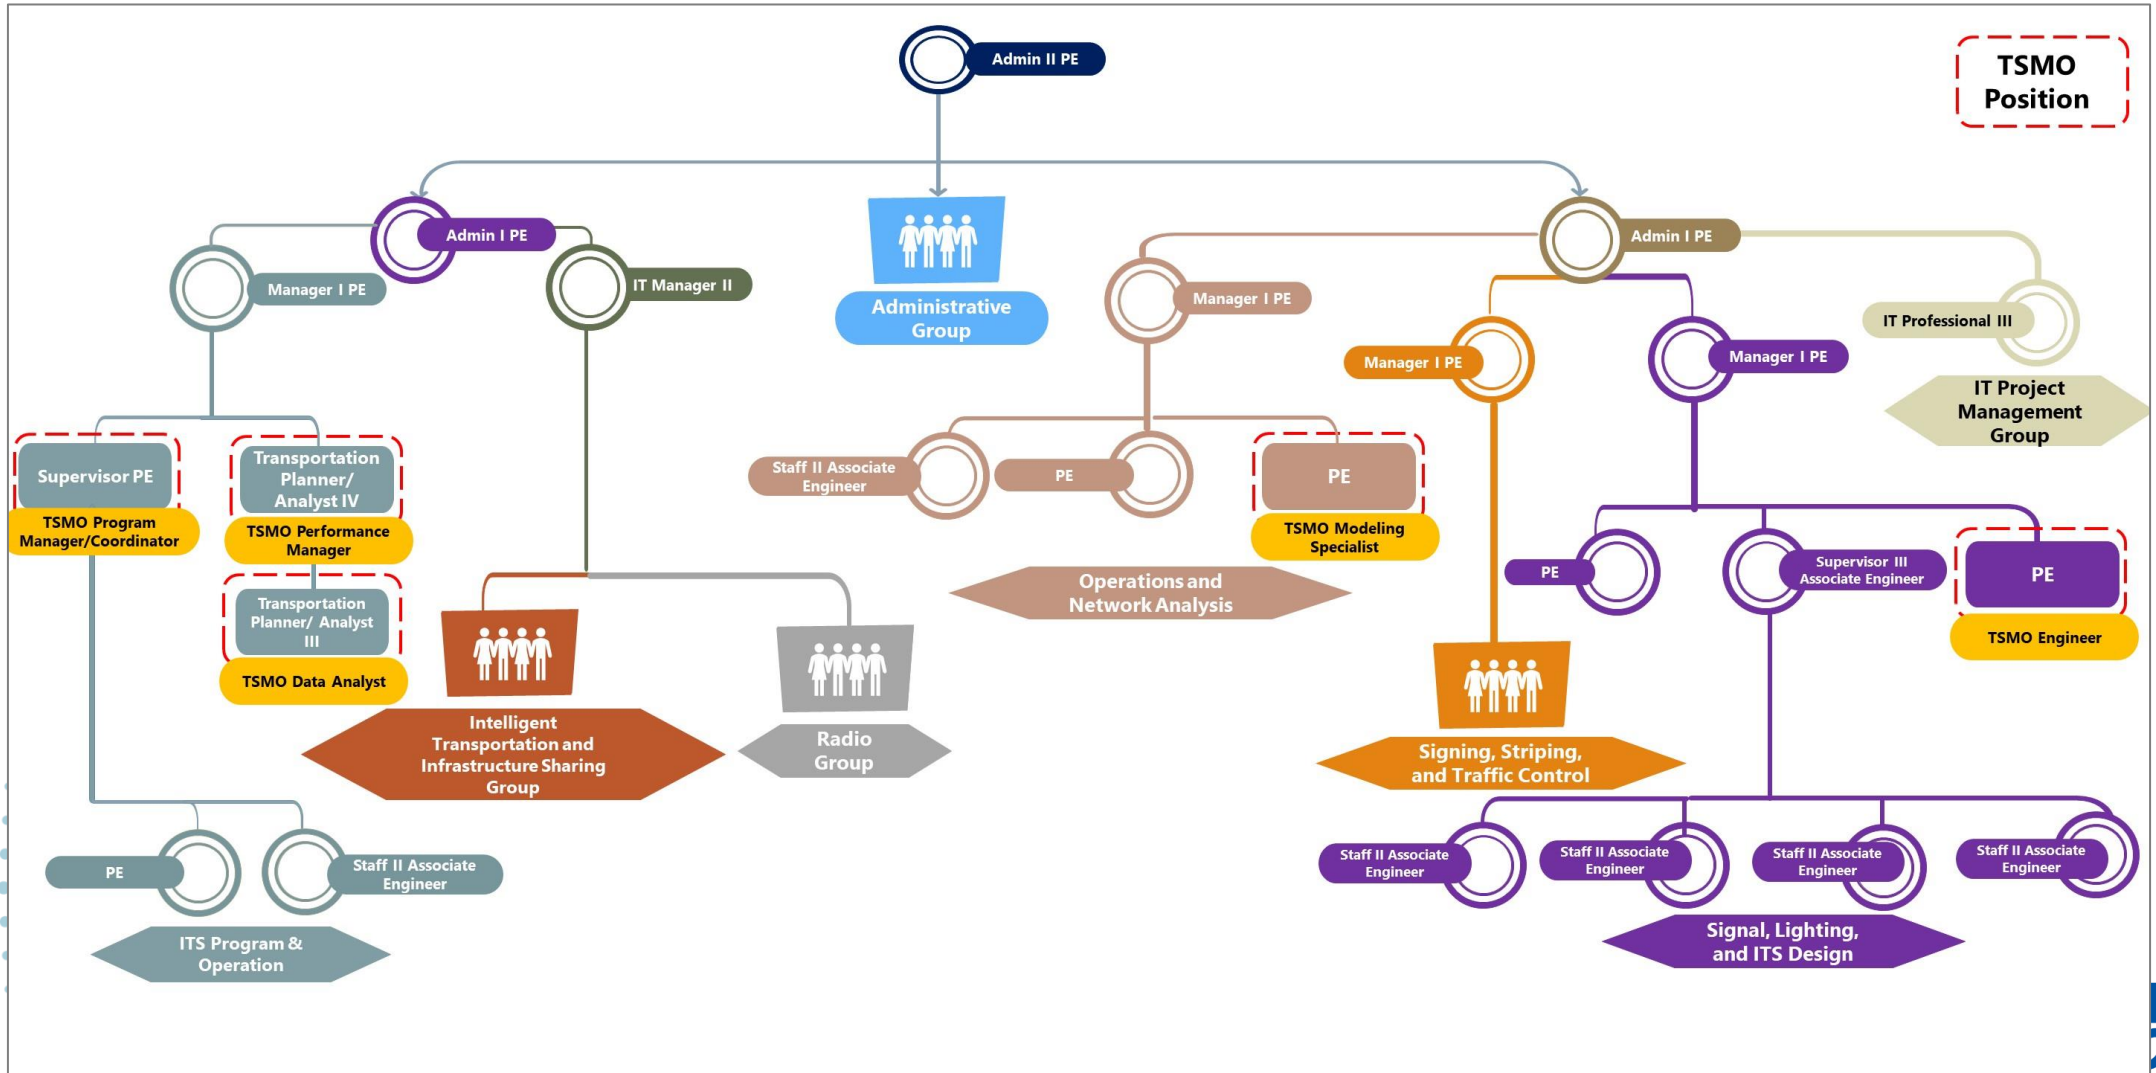 Admin II PE
TSMO
Position
Admin I PE
Manager I PE
IT Manager II
Administrative
Group
Admin I PE
Manager I PE
Manager I PE
Manager I PE
IT Professional III
IT Project
Management
Group
Supervisor PE
TSMO Program
Manager/Coordinator
Transportation
Planner/
Analyst IV
TSMO Performance
Manager
Transportation
Planner/ Analyst
III
TSMO Data Analyst
Staff II Associate
Engineer
PE
PE
TSMO Modeling
Specialist
Operations and
Network Analysis
PE
Supervisor III
Associate Engineer
PE
TSMO Engineer
Intelligent
Transportation and
Infrastructure Sharing
Group
Radio
Group
Signing, Striping,
and Traffic Control
PE
Staff II Associate
Engineer
ITS Program &
Operation
Staff II Associate
Engineer
Staff II Associate
Engineer
Staff II Associate
Engineer
Staff II Associate
Engineer
Signal, Lighting,
and ITS Design